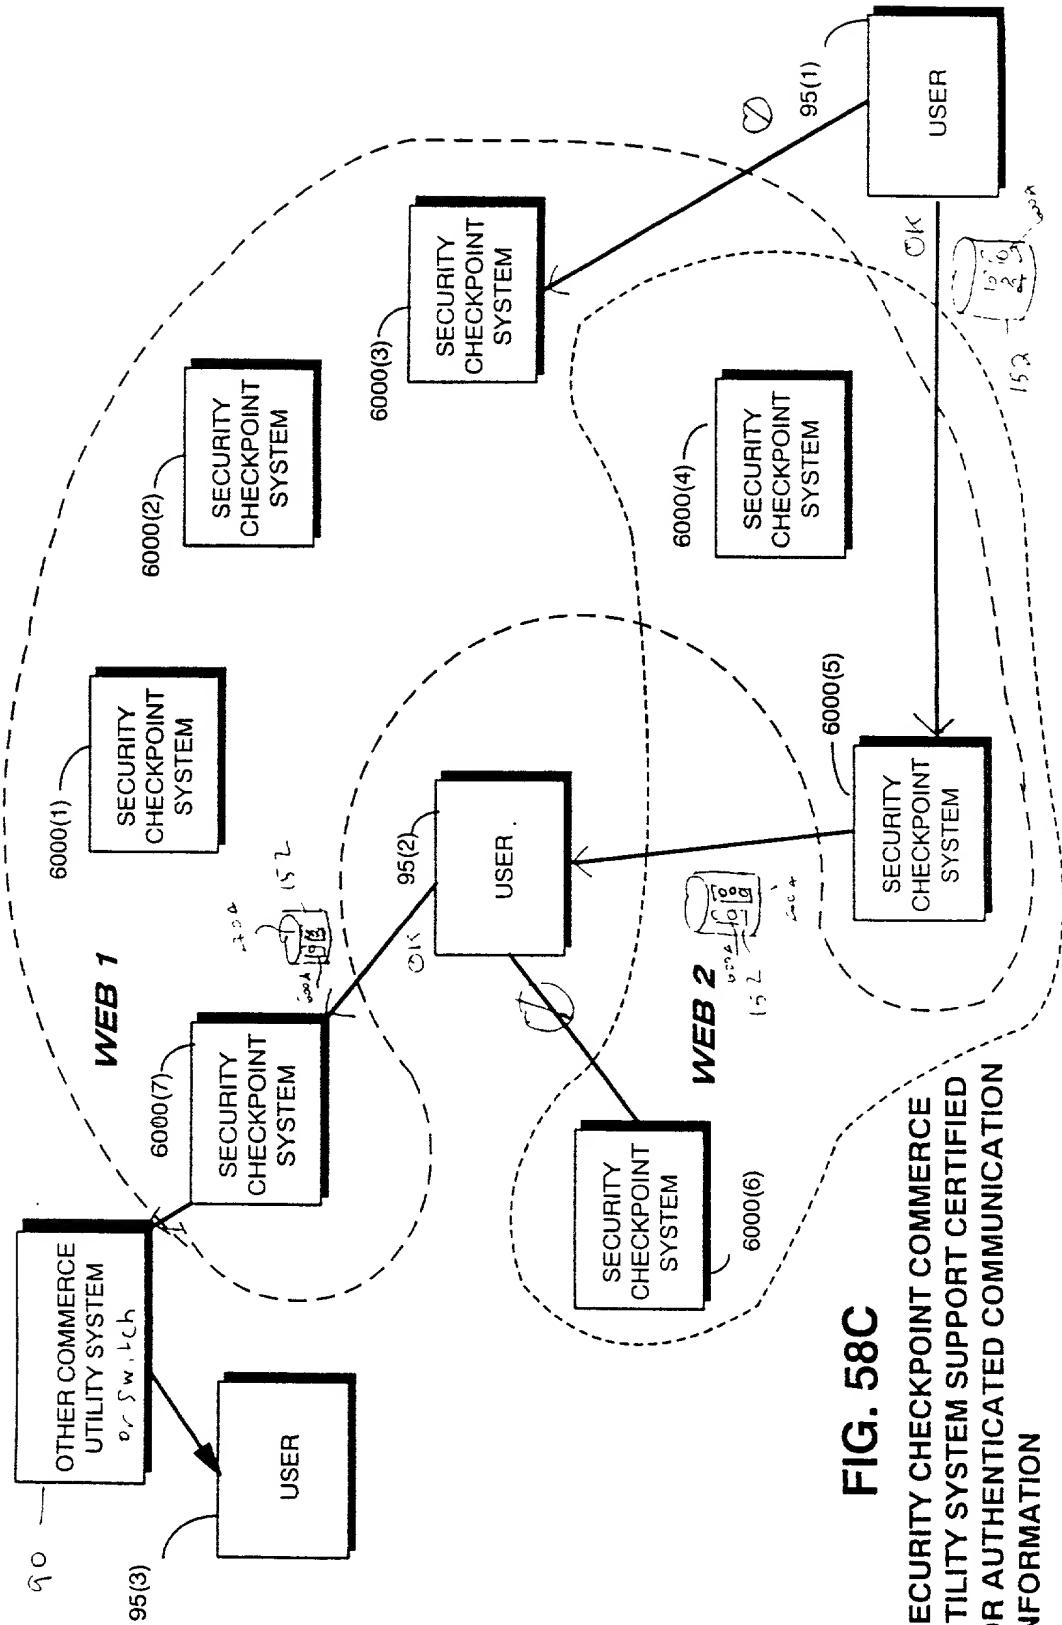 90
OTHER COMMERCE
UTILITY SYSTEM
or switch
95(3)
USER
WEB 1
6000(1)
SECURITY
CHECKPOINT
SYSTEM
6000(2)
SECURITY
CHECKPOINT
SYSTEM
6000(3)
SECURITY
CHECKPOINT
SYSTEM
6000(7)
SECURITY
CHECKPOINT
SYSTEM
152
OK
95(2)
USER.
6000(4)
SECURITY
CHECKPOINT
SYSTEM
95(1)
USER
OK
152
6000(6)
SECURITY
CHECKPOINT
SYSTEM
WEB 2
600A
152
6000(5)
SECURITY
CHECKPOINT
SYSTEM
FIG. 58C
ECURITY CHECKPOINT COMMERCE
TILITY SYSTEM SUPPORT CERTIFIED
OR AUTHENTICATED COMMUNICATION
NFORMATION